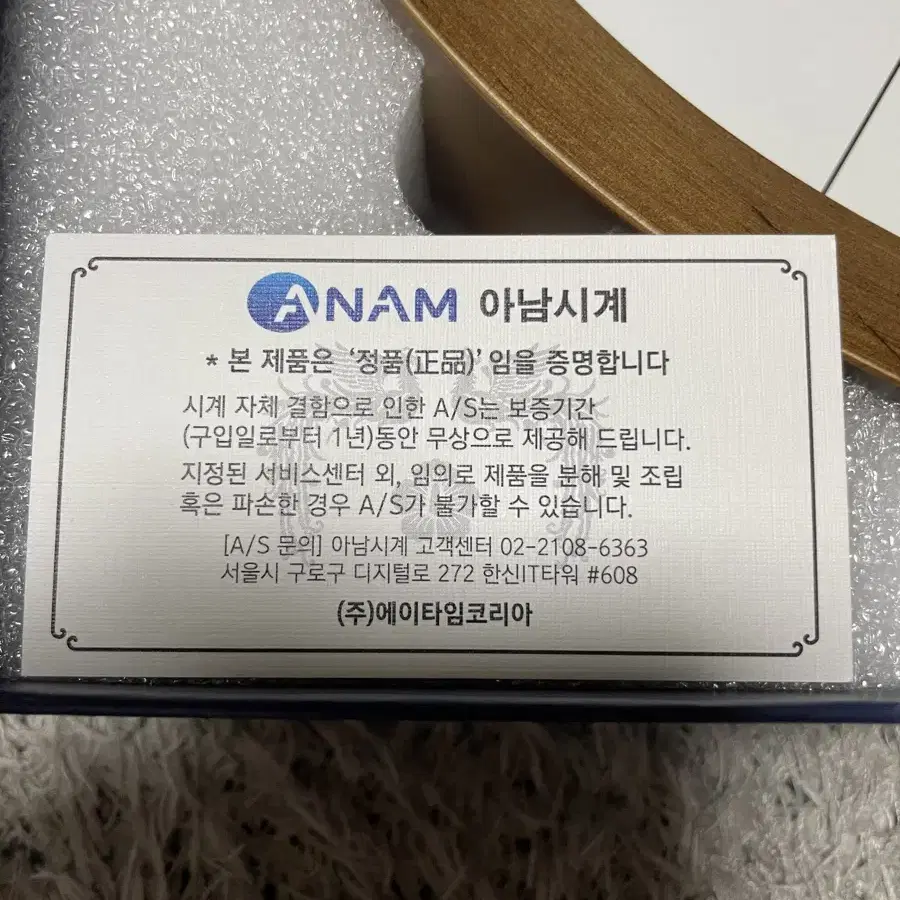 ANAM 아남시계
* 본 제품은 '정품(正品)' 임을 증명합니다
시계 자체 결함으로 인한 A/S는 보증기간
(구입일로부터 1년)동안 무상으로 제공해 드립니다.
지정된 서비스센터 외, 임의로 제품을 분해 및 조립
혹은 파손한 경우 A/S가 불가할 수 있습니다.
[A/S 문의] 아남시계 고객센터 02-2108-6363
서울시 구로구 디지털로 272 한신IT타워 #608
(주)에이타임코리아